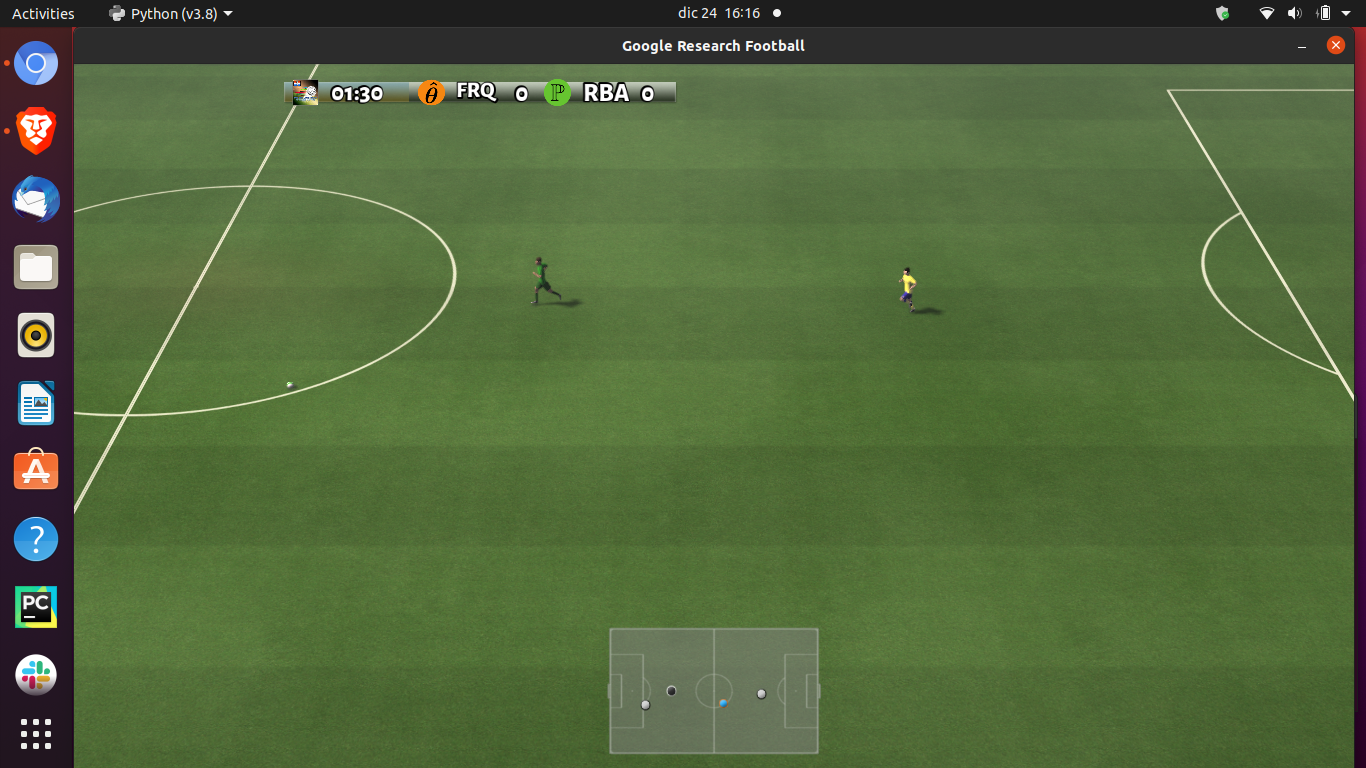 Activities Python (v3.8) dic 24 16:16
Google Research Football
01:30 θ̂ FRQ 0 ℙ RBA 0
?
PC